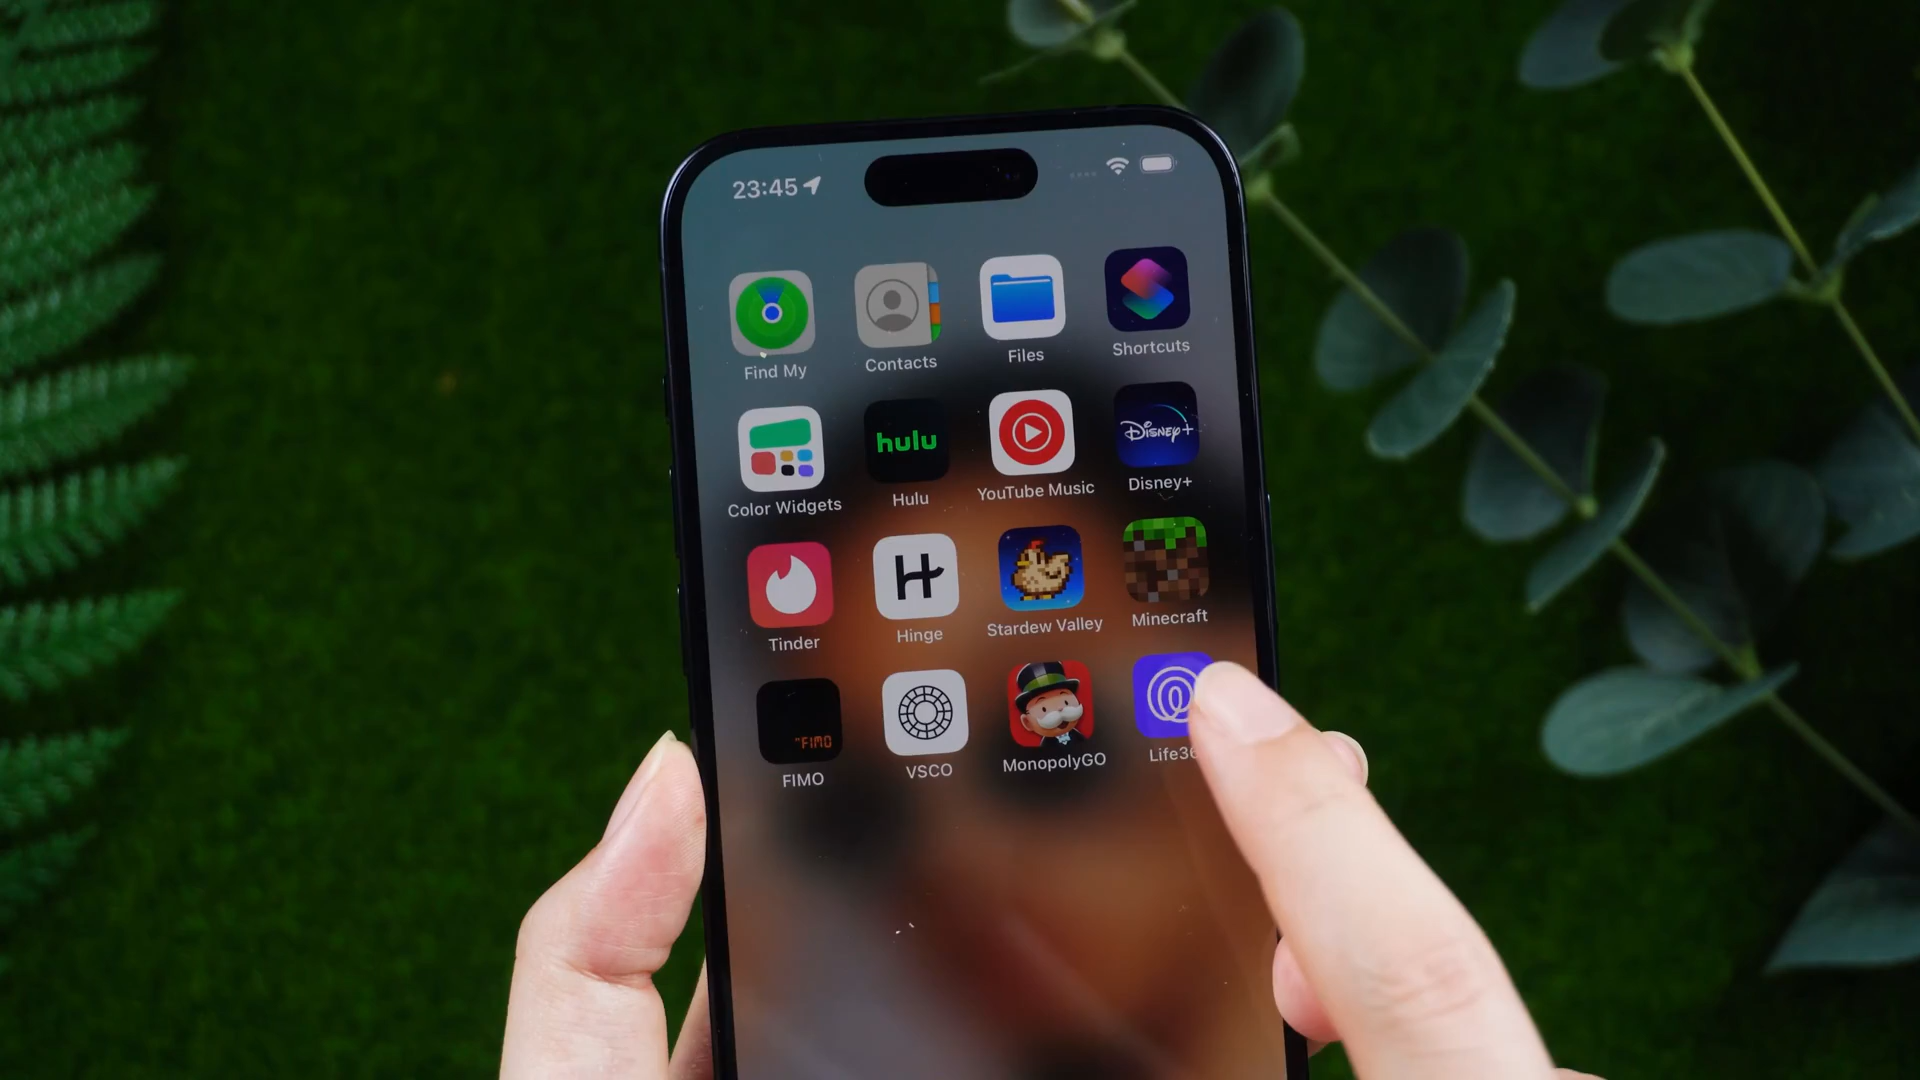 23:45
Find My
Contacts
Files
Shortcuts
hulu
Disney+
Color Widgets
Hulu
YouTube Music
Disney+
H
Tinder
Hinge
Stardew Valley
Minecraft
FIMO
FIMO
VSCO
MonopolyGO
Life36